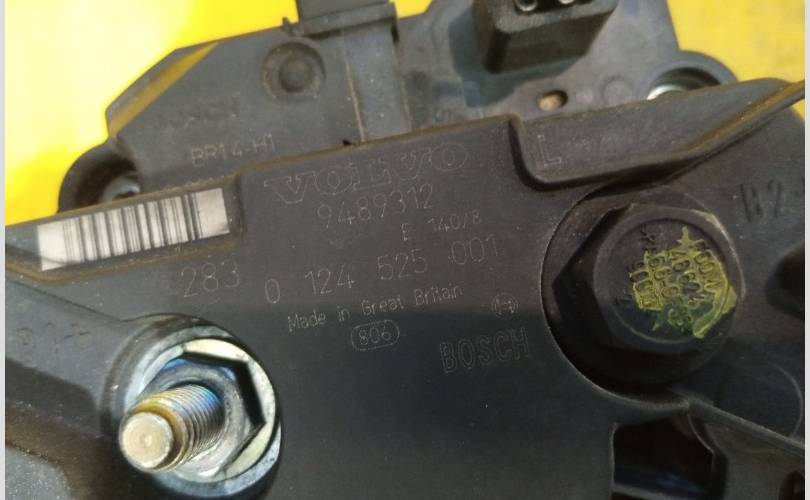 BOSCH
BR14-H1
L
VOLVO
9489312
E 140/8
283
0 124 525 001
Made in Great Britain
806
BOSCH
B2